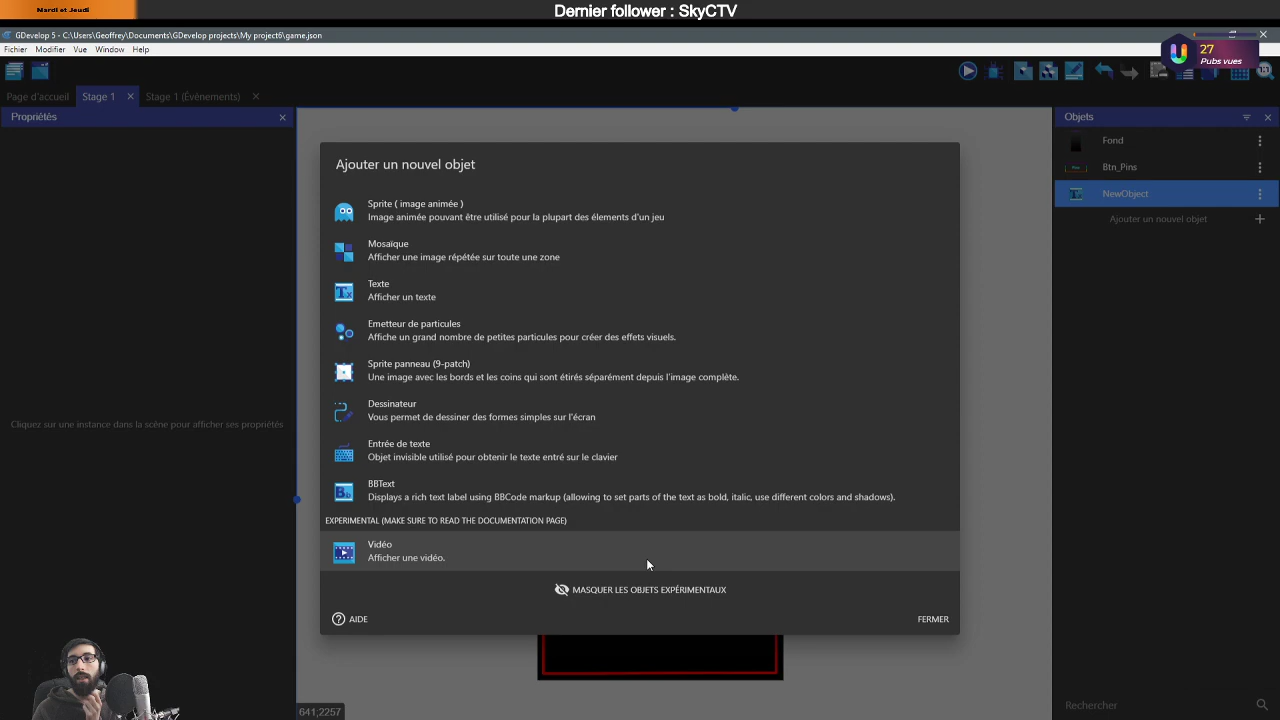 Mardi et Jeudi
Dernier follower : SkyCTV
GDevelop 5 - C:\Users\Geoffrey\Documents\GDevelop projects\My project6\game.json
Fichier Modifier Vue Window Help
27
Pubs vues
1:1
Page d'accueil Stage 1 Stage 1 (Évènements)
Propriétés
Objets
Ajouter un nouvel objet
Fond
Btn_Pins
NewObject
Ajouter un nouvel objet
Sprite ( image animée )
Image animée pouvant être utilisé pour la plupart des élements d'un jeu
Mosaïque
Afficher une image répétée sur toute une zone
Texte
Afficher un texte
Emetteur de particules
Affiche un grand nombre de petites particules pour créer des effets visuels.
Sprite panneau (9-patch)
Une image avec les bords et les coins qui sont étirés séparément depuis l'image complète.
Dessinateur
Vous permet de dessiner des formes simples sur l'écran
Cliquez sur une instance dans la scène pour afficher ses propriétés
Entrée de texte
Objet invisible utilisé pour obtenir le texte entré sur le clavier
BBText
Displays a rich text label using BBCode markup (allowing to set parts of the text as bold, italic, use different colors and shadows).
EXPERIMENTAL (MAKE SURE TO READ THE DOCUMENTATION PAGE)
Vidéo
Afficher une vidéo.
MASQUER LES OBJETS EXPÉRIMENTAUX
AIDE
FERMER
641;2257
Rechercher